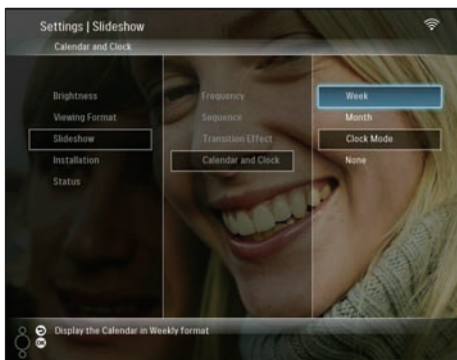 Settings | Slideshow
Calendar and Clock
Brightness
Viewing Format
Slideshow
Installation
Status
Frequency
Sequence
Transition Effect
Calendar and Clock
Week
Month
Clock Mode
None
Display the Calendar in Weekly format
OK